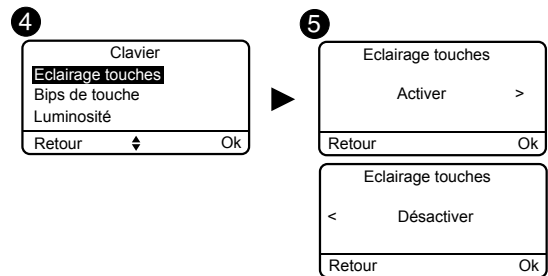 4
Clavier
Eclairage touches
Bips de touche
Luminosité
Retour Ok
5
Eclairage touches
Activer >
Retour Ok
Eclairage touches
< Désactiver
Retour Ok